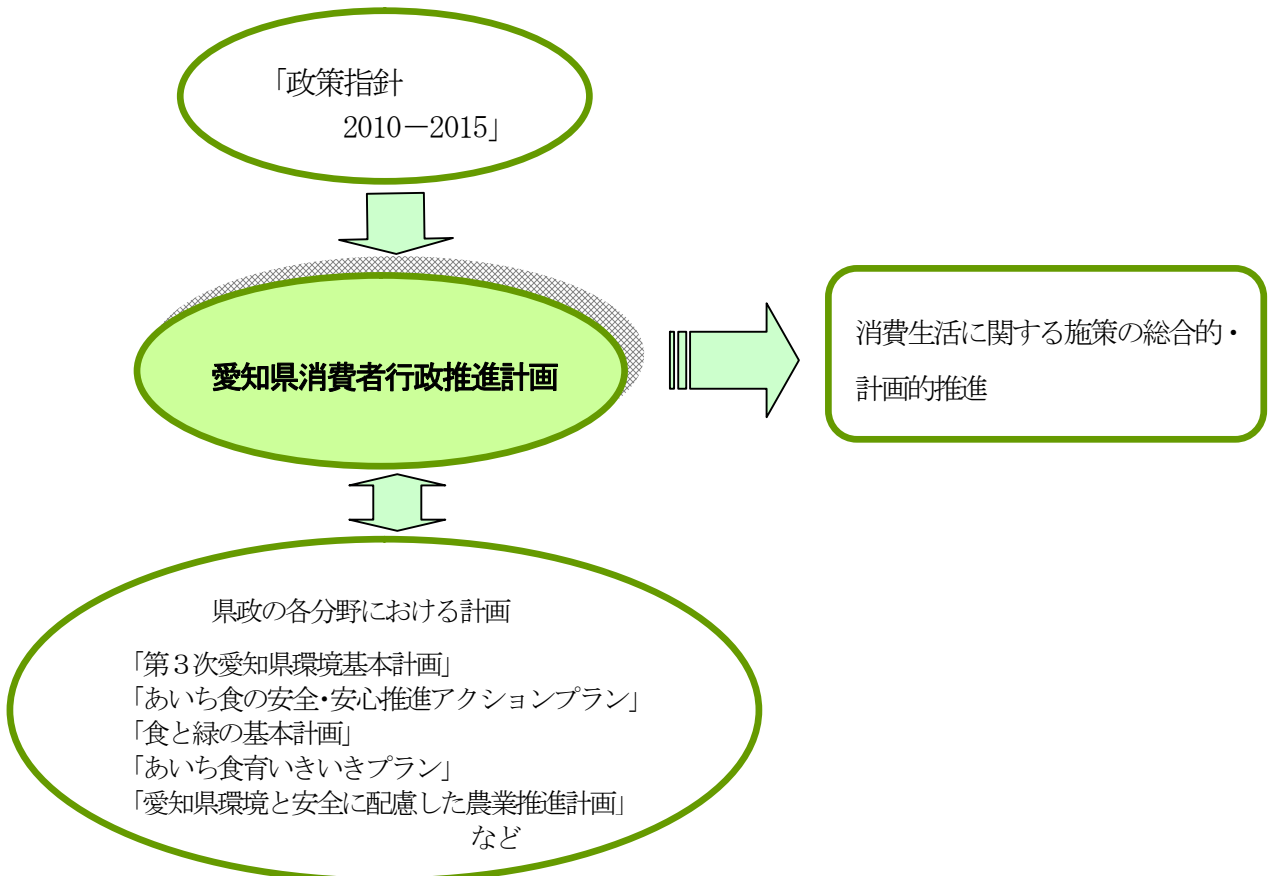 「政策指針
2010－2015」
愛知県消費者行政推進計画
消費生活に関する施策の総合的・
計画的推進
県政の各分野における計画
「第３次愛知県環境基本計画」
「あいち食の安全・安心推進アクションプラン」
「食と緑の基本計画」
「あいち食育いきいきプラン」
「愛知県環境と安全に配慮した農業推進計画」
など